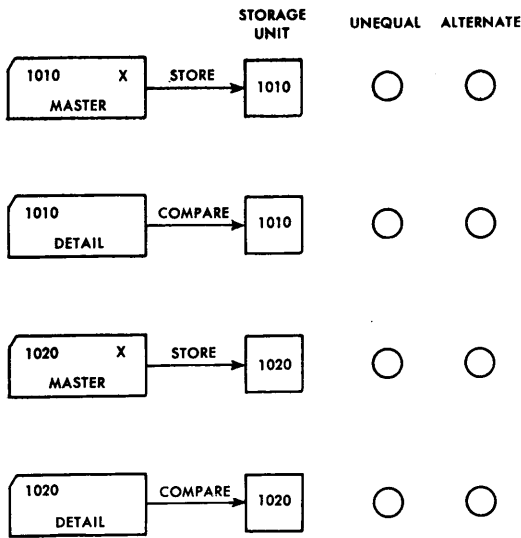 STORAGE
UNIT UNEQUAL ALTERNATE
1010 X STORE 1010
MASTER
1010 COMPARE 1010
DETAIL
1020 X STORE 1020
MASTER
1020 COMPARE 1020
DETAIL